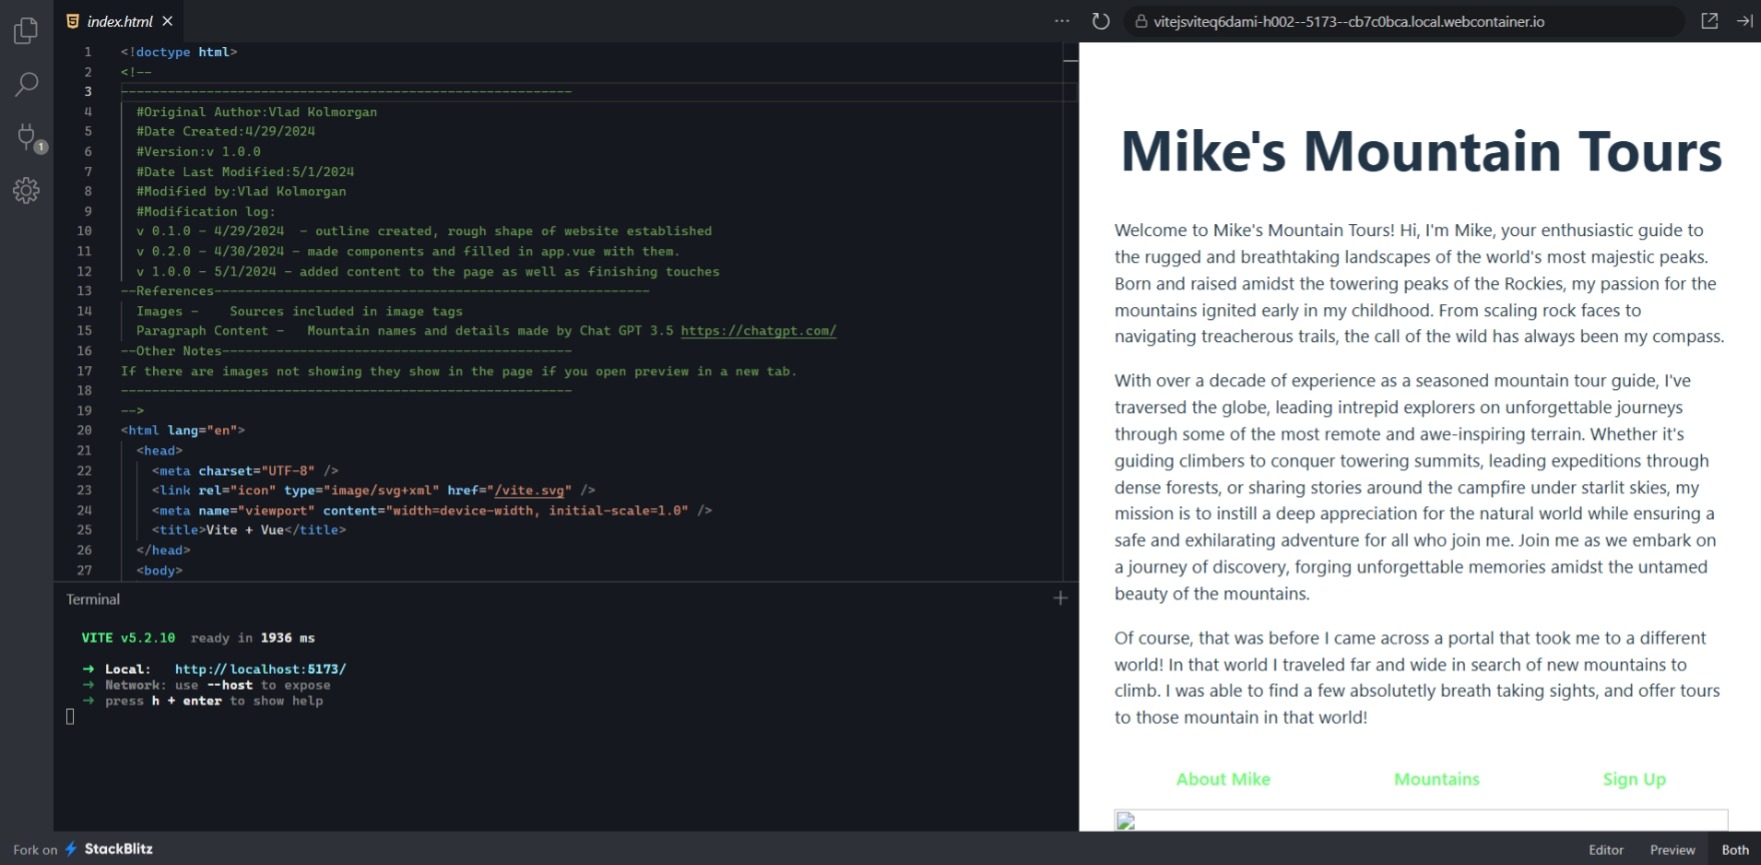 index.html
vitejsviteq6dami-h002--5173--cb7c0bca.local.webcontainer.io
1 <!doctype html>
2 <!--
3 ----------------------------------------------------------
4 #Original Author:Vlad Kolmorgan
5 #Date Created:4/29/2024
6 #Version:v 1.0.0
7 #Date Last Modified:5/1/2024
8 #Modified by:Vlad Kolmorgan
9 #Modification log:
10 v 0.1.0 - 4/29/2024  - outline created, rough shape of website established
11 v 0.2.0 - 4/30/2024 - made components and filled in app.vue with them.
12 v 1.0.0 - 5/1/2024 - added content to the page as well as finishing touches
13 --References--------------------------------------------------------
14 Images -    Sources included in image tags
15 Paragraph Content -   Mountain names and details made by Chat GPT 3.5 https://chatgpt.com/
16 --Other Notes---------------------------------------------
17 If there are images not showing they show in the page if you open preview in a new tab.
18 ----------------------------------------------------------
19 -->
20 <html lang="en">
21 <head>
22 <meta charset="UTF-8" />
23 <link rel="icon" type="image/svg+xml" href="/vite.svg" />
24 <meta name="viewport" content="width=device-width, initial-scale=1.0" />
25 <title>Vite + Vue</title>
26 </head>
27 <body>
1
Terminal
VITE v5.2.10  ready in 1936 ms
➜ Local:   http://localhost:5173/
➜ Network: use --host to expose
➜ press h + enter to show help
Mike's Mountain Tours
Welcome to Mike's Mountain Tours! Hi, I'm Mike, your enthusiastic guide to
the rugged and breathtaking landscapes of the world's most majestic peaks.
Born and raised amidst the towering peaks of the Rockies, my passion for the
mountains ignited early in my childhood. From scaling rock faces to
navigating treacherous trails, the call of the wild has always been my compass.
With over a decade of experience as a seasoned mountain tour guide, I've
traversed the globe, leading intrepid explorers on unforgettable journeys
through some of the most remote and awe-inspiring terrain. Whether it's
guiding climbers to conquer towering summits, leading expeditions through
dense forests, or sharing stories around the campfire under starlit skies, my
mission is to instill a deep appreciation for the natural world while ensuring a
safe and exhilarating adventure for all who join me. Join me as we embark on
a journey of discovery, forging unforgettable memories amidst the untamed
beauty of the mountains.
Of course, that was before I came across a portal that took me to a different
world! In that world I traveled far and wide in search of new mountains to
climb. I was able to find a few absolutetly breath taking sights, and offer tours
to those mountain in that world!
About Mike Mountains Sign Up
Fork on StackBlitz
Editor Preview Both